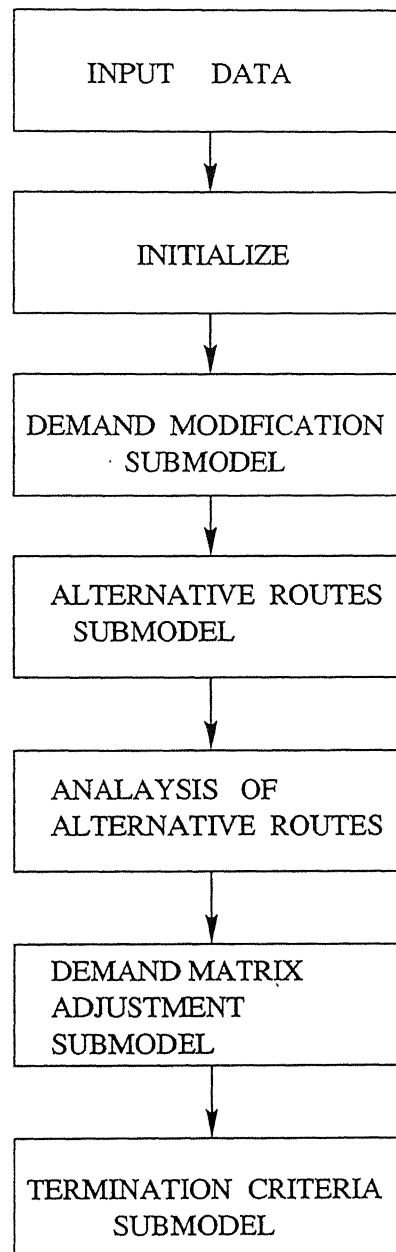 INPUT DATA
INITIALIZE
DEMAND MODIFICATION
SUBMODEL
ALTERNATIVE ROUTES
SUBMODEL
ANALAYSIS OF
ALTERNATIVE ROUTES
DEMAND MATRIX
ADJUSTMENT
SUBMODEL
TERMINATION CRITERIA
SUBMODEL